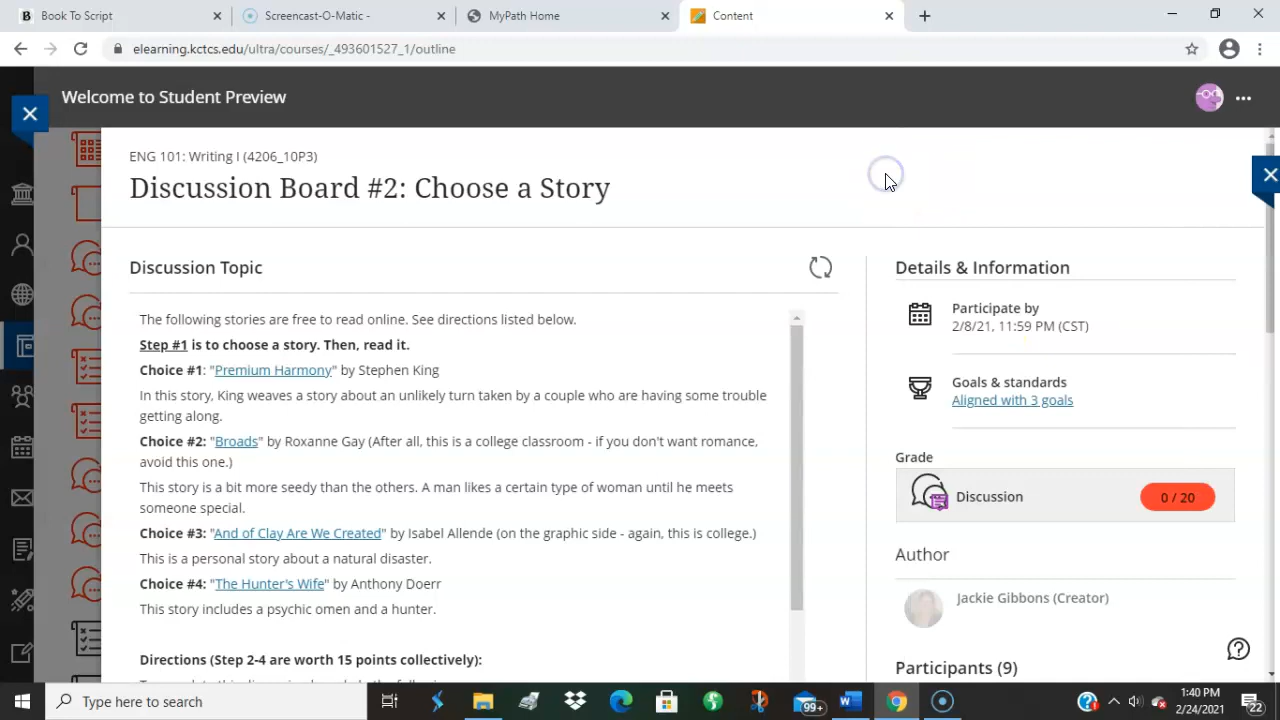 Book To Script
Screencast-O-Matic -
MyPath Home
Content
elearning.kctcs.edu/ultra/courses/_493601527_1/outline
Welcome to Student Preview
ENG 101: Writing I (4206_10P3)
Discussion Board #2: Choose a Story
Discussion Topic
The following stories are free to read online. See directions listed below.
Step #1 is to choose a story. Then, read it.
Choice #1: "Premium Harmony" by Stephen King
In this story, King weaves a story about an unlikely turn taken by a couple who are having some trouble
getting along.
Choice #2: "Broads" by Roxanne Gay (After all, this is a college classroom - if you don't want romance,
avoid this one.)
This story is a bit more seedy than the others. A man likes a certain type of woman until he meets
someone special.
Choice #3: "And of Clay Are We Created" by Isabel Allende (on the graphic side - again, this is college.)
This is a personal story about a natural disaster.
Choice #4: "The Hunter's Wife" by Anthony Doerr
This story includes a psychic omen and a hunter.
Directions (Step 2-4 are worth 15 points collectively):
Details & Information
Participate by
2/8/21, 11:59 PM (CST)
Goals & standards
Aligned with 3 goals
Grade
Discussion
0 / 20
Author
Jackie Gibbons (Creator)
Participants (9)
Type here to search
99+
1:40 PM
2/24/2021
22